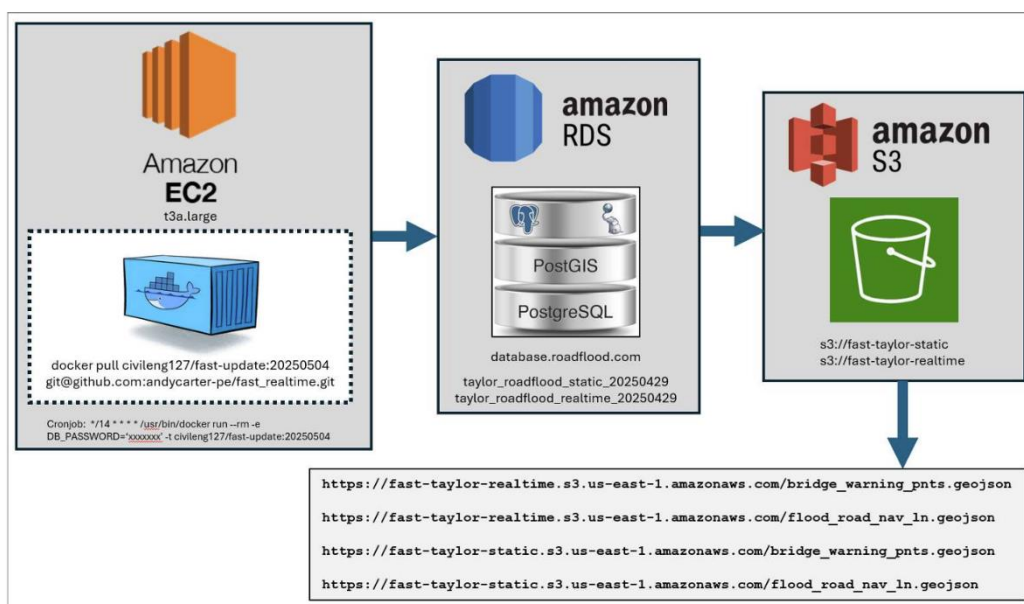 Amazon
EC2
t3a.large
docker pull civileng127/fast-update:20250504
git@github.com:andycarter-pe/fast_realtime.git
Cronjob: */14 * * * * /usr/bin/docker run --rm -e
DB_PASSWORD='xxxxxxx' -t civileng127/fast-update:20250504
amazon
RDS
PostGIS
PostgreSQL
database.roadflood.com
taylor_roadflood_static_20250429
taylor_roadflood_realtime_20250429
amazon
S3
s3://fast-taylor-static
s3://fast-taylor-realtime
https://fast-taylor-realtime.s3.us-east-1.amazonaws.com/bridge_warning_pnts.geojson
https://fast-taylor-realtime.s3.us-east-1.amazonaws.com/flood_road_nav_ln.geojson
https://fast-taylor-static.s3.us-east-1.amazonaws.com/bridge_warning_pnts.geojson
https://fast-taylor-static.s3.us-east-1.amazonaws.com/flood_road_nav_ln.geojson